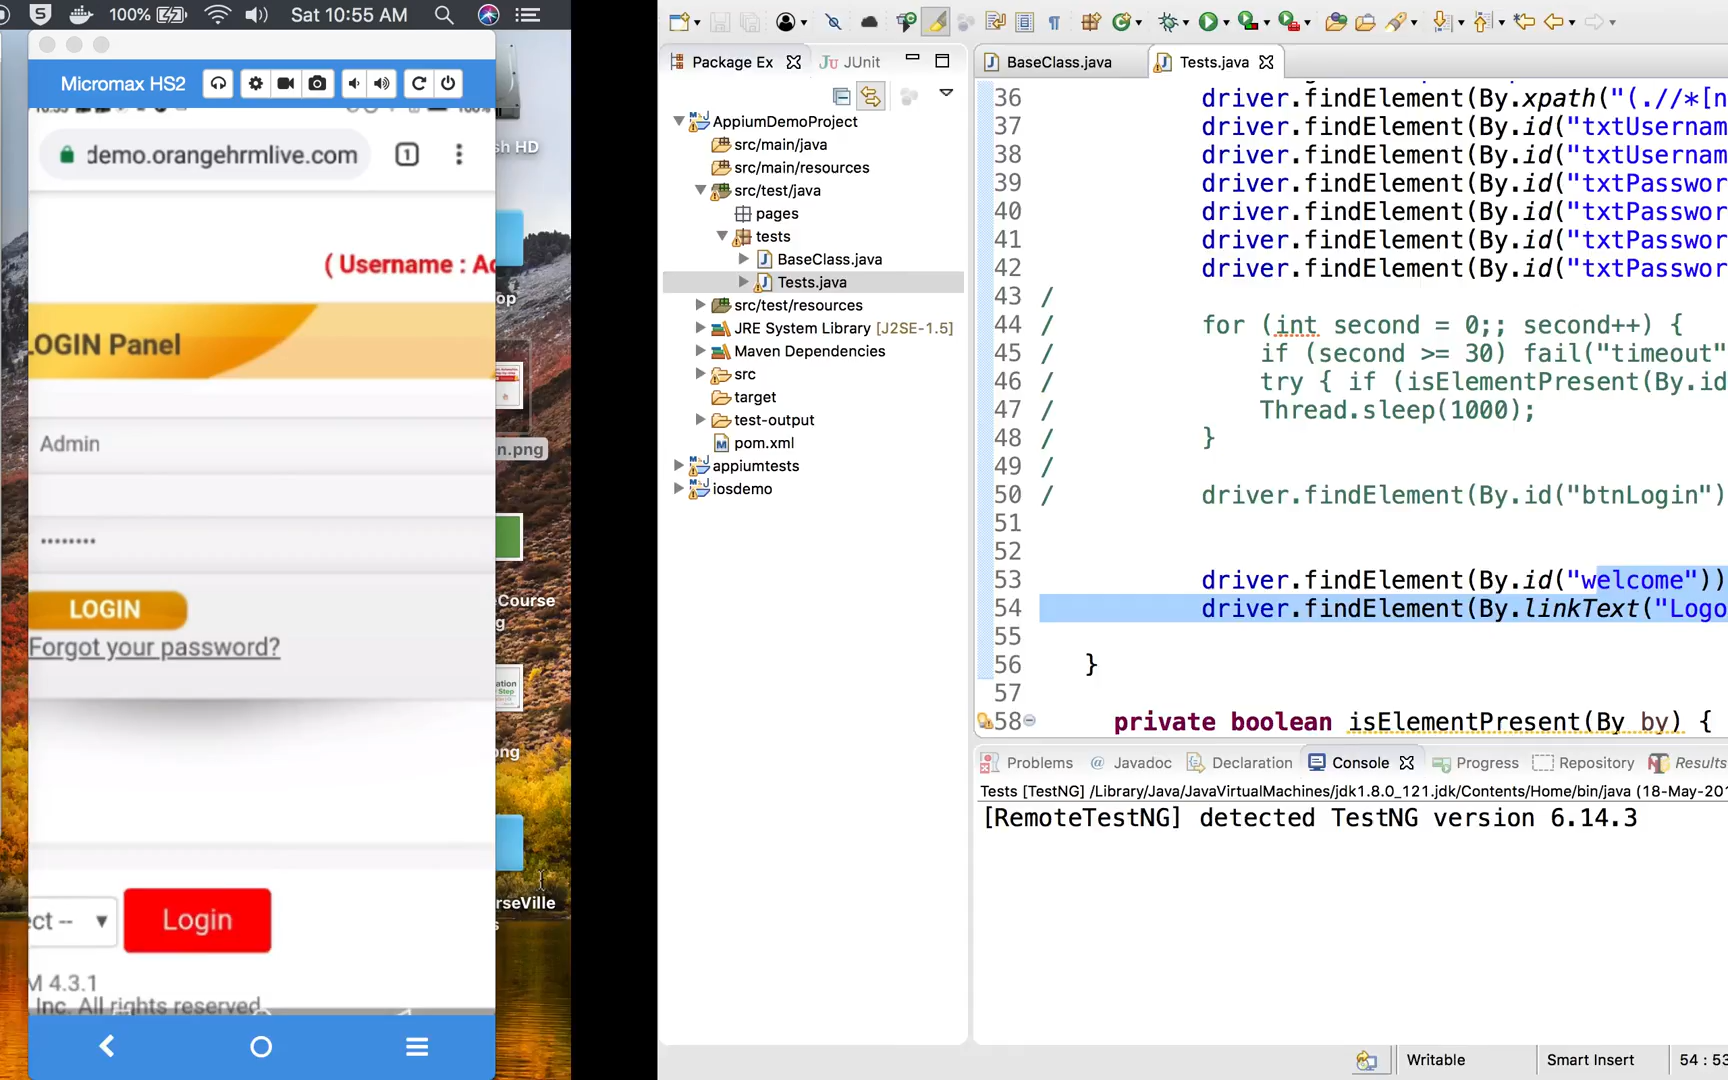 100% Sat 10:55 AM
Micromax HS2
demo.orangehrmlive.com 1
sh HD
( Username : Ad
LOGIN Panel
op
Admin
n.png
LOGIN
Forgot your password?
eCourse
g
ation
Step
ng
rseVille
s
ect -- Login
M 4.3.1
Inc. All rights reserved
Package Ex JUnit
AppiumDemoProject
src/main/java
src/main/resources
src/test/java
pages
tests
BaseClass.java
Tests.java
src/test/resources
JRE System Library [J2SE-1.5]
Maven Dependencies
src
target
test-output
pom.xml
appiumtests
iosdemo
BaseClass.java Tests.java
36 driver.findElement(By.xpath("(.//*[n
37 driver.findElement(By.id("txtUsernam
38 driver.findElement(By.id("txtUsernam
39 driver.findElement(By.id("txtPasswor
40 driver.findElement(By.id("txtPasswor
41 driver.findElement(By.id("txtPasswor
42 driver.findElement(By.id("txtPasswor
43 /
44 / for (int second = 0;; second++) {
45 / if (second >= 30) fail("timeout"
46 / try { if (isElementPresent(By.id
47 / Thread.sleep(1000);
48 / }
49 /
50 / driver.findElement(By.id("btnLogin")
51
52
53 driver.findElement(By.id("welcome"))
54 driver.findElement(By.linkText("Logo
55
56 }
57
58 private boolean isElementPresent(By by) {
Problems Javadoc Declaration Console Progress Repository Results
Tests [TestNG] /Library/Java/JavaVirtualMachines/jdk1.8.0_121.jdk/Contents/Home/bin/java (18-May-201
[RemoteTestNG] detected TestNG version 6.14.3
Writable Smart Insert 54 : 53